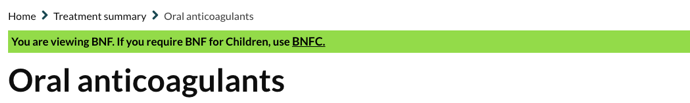 Home > Treatment summary > Oral anticoagulants
You are viewing BNF. If you require BNF for Children, use BNFC.
Oral anticoagulants